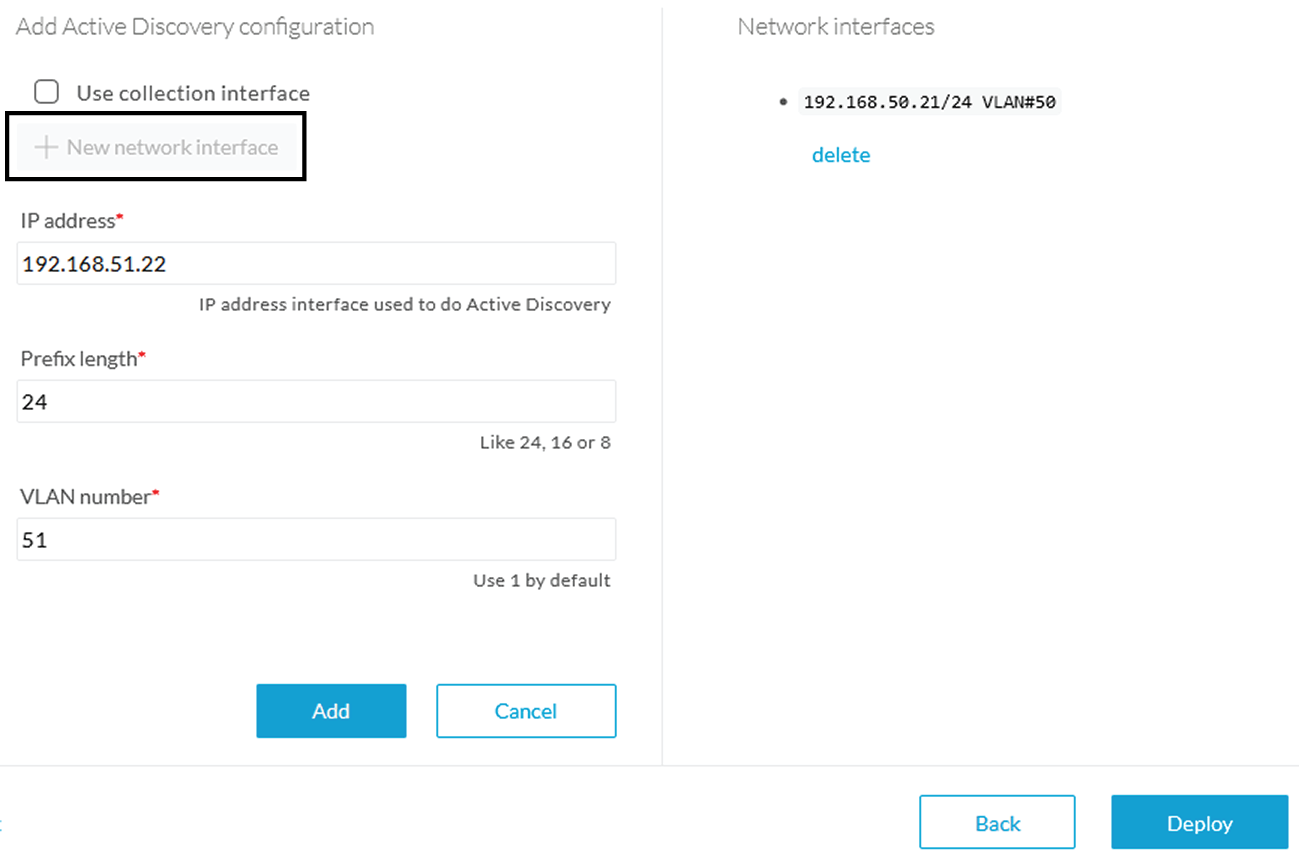 Add Active Discovery configuration
Use collection interface
+ New network interface
IP address*
192.168.51.22
IP address interface used to do Active Discovery
Prefix length*
24
Like 24, 16 or 8
VLAN number*
51
Use 1 by default
Add
Cancel
Network interfaces
• 192.168.50.21/24 VLAN#50
delete
Back
Deploy